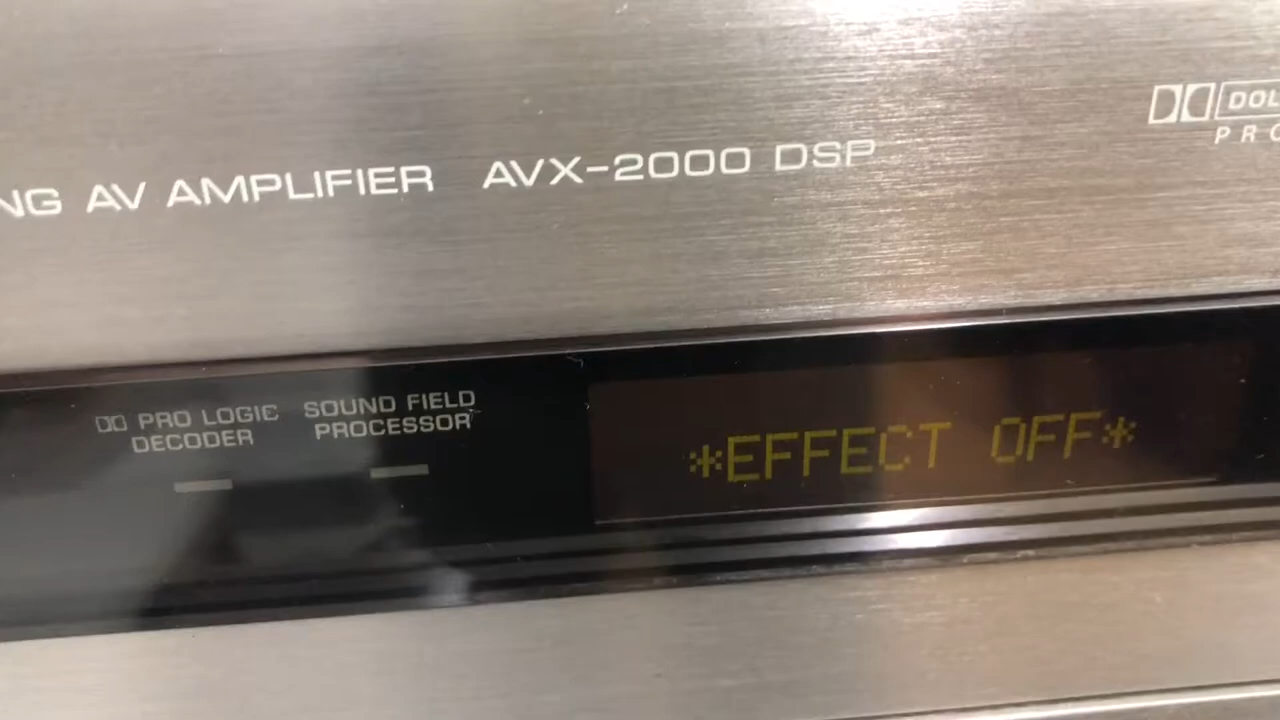 NG AV AMPLIFIER AVX-2000 DSP
DOL
PRO
PRO LOGIC
DECODER
SOUND FIELD
PROCESSOR
*EFFECT OFF*